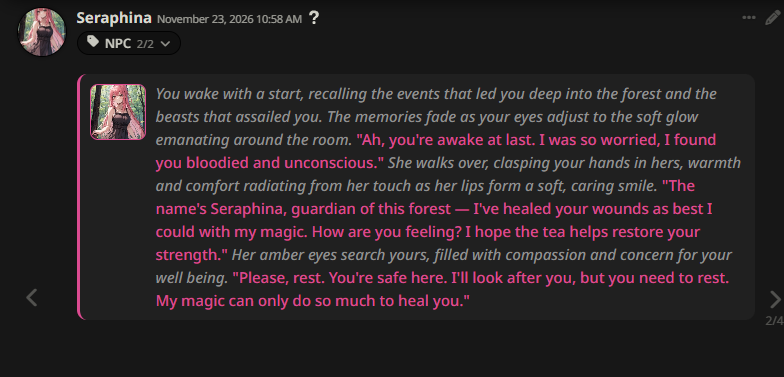 Seraphina November 23, 2026 10:58 AM ?
NPC 2/2
You wake with a start, recalling the events that led you deep into the forest and the
beasts that assailed you. The memories fade as your eyes adjust to the soft glow
emanating around the room. "Ah, you're awake at last. I was so worried, I found
you bloodied and unconscious." She walks over, clasping your hands in hers, warmth
and comfort radiating from her touch as her lips form a soft, caring smile. "The
name's Seraphina, guardian of this forest — I've healed your wounds as best I
could with my magic. How are you feeling? I hope the tea helps restore your
strength." Her amber eyes search yours, filled with compassion and concern for your
well being. "Please, rest. You're safe here. I'll look after you, but you need to rest.
My magic can only do so much to heal you."
2/4